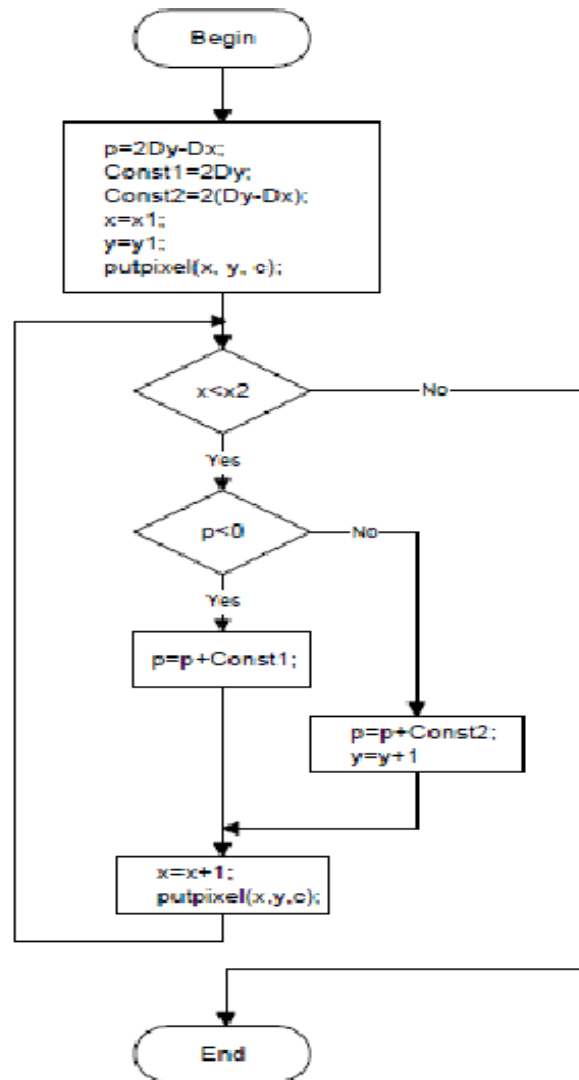 Begin
p=2Dy-Dx;
Const1=2Dy;
Const2=2(Dy-Dx);
x=x1;
y=y1;
putpixel(x, y, c);
x<x2
No
Yes
p<0
No
Yes
p=p+Const1;
p=p+Const2;
y=y+1
x=x+1;
putpixel(x,y,c);
End